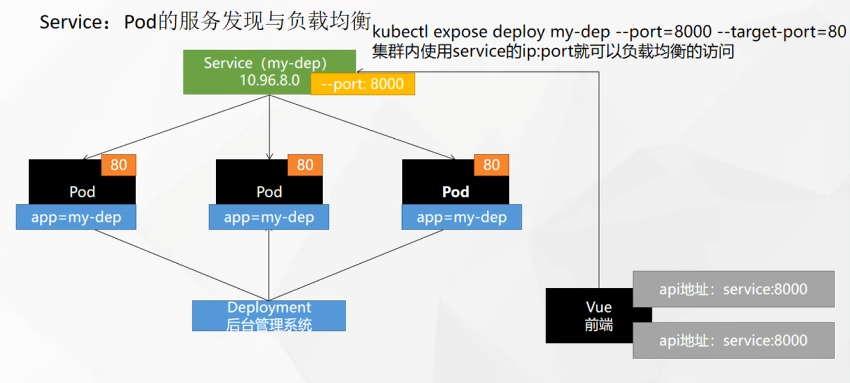 Service：Pod的服务发现与负载均衡
kubectl expose deploy my-dep --port=8000 --target-port=80
集群内使用service的ip:port就可以负载均衡的访问
Service（my-dep）
10.96.8.0
--port: 8000
80
Pod
app=my-dep
80
Pod
app=my-dep
80
Pod
app=my-dep
Deployment
后台管理系统
Vue
前端
api地址：service:8000
api地址：service:8000